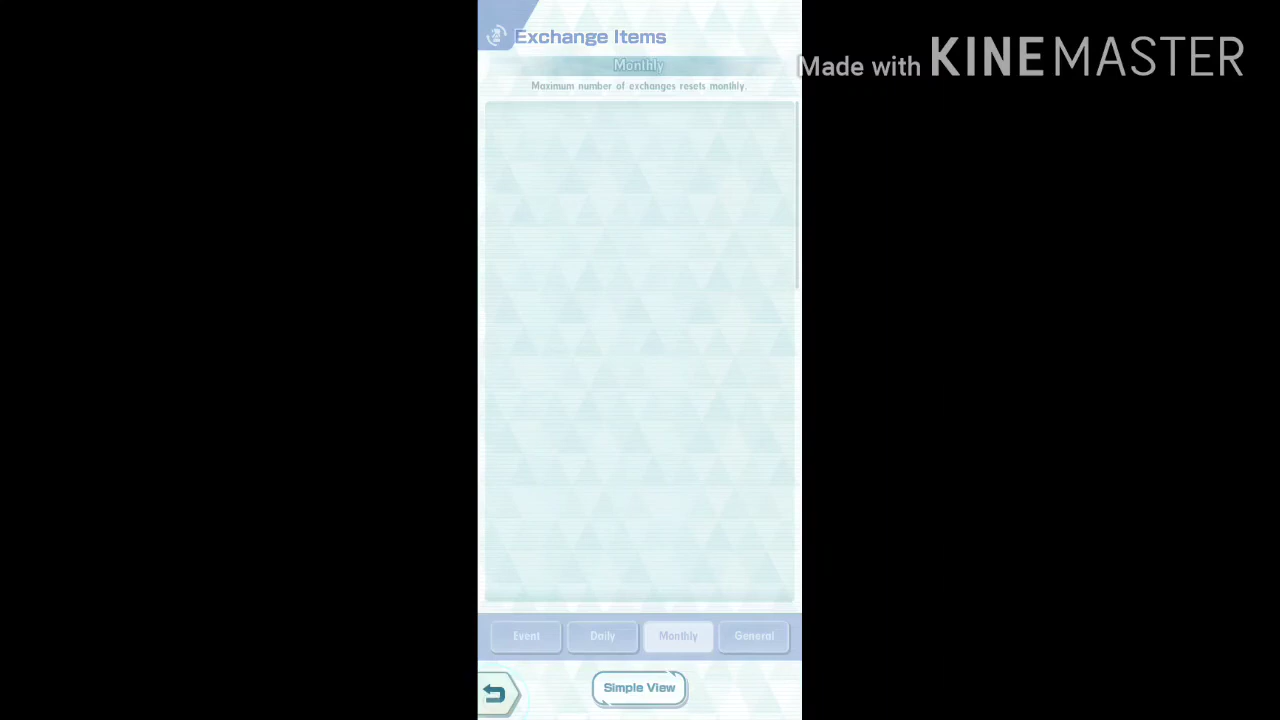 Exchange Items
Made with KINEMASTER
Monthly
Maximum number of exchanges resets monthly.
Event
Daily
Monthly
General
Simple View